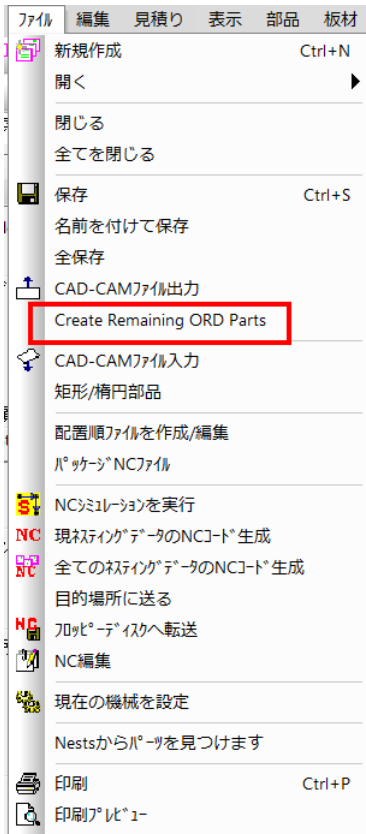 ﾌｧｲﾙ 編集 見積り 表示 部品 板材
新規作成 Ctrl+N
開く
閉じる
全てを閉じる
保存 Ctrl+S
名前を付けて保存
全保存
CAD-CAMﾌｧｲﾙ出力
Create Remaining ORD Parts
CAD-CAMﾌｧｲﾙ入力
矩形/楕円部品
配置順ﾌｧｲﾙを作成/編集
ﾊﾟｯｹｰｼﾞNCﾌｧｲﾙ
NCｼﾐｭﾚｰｼｮﾝを実行
NC 現ﾈｽﾃｨﾝｸﾞﾃﾞｰﾀのNCｺｰﾄﾞ生成
NC 全てのﾈｽﾃｨﾝｸﾞﾃﾞｰﾀのNCｺｰﾄﾞ生成
目的場所に送る
ﾌﾛｯﾋﾟｰﾃﾞｨｽｸへ転送
NC編集
現在の機械を設定
Nestsからﾊﾟｰﾂを見つけます
印刷 Ctrl+P
印刷ﾌﾟﾚﾋﾞｭｰ